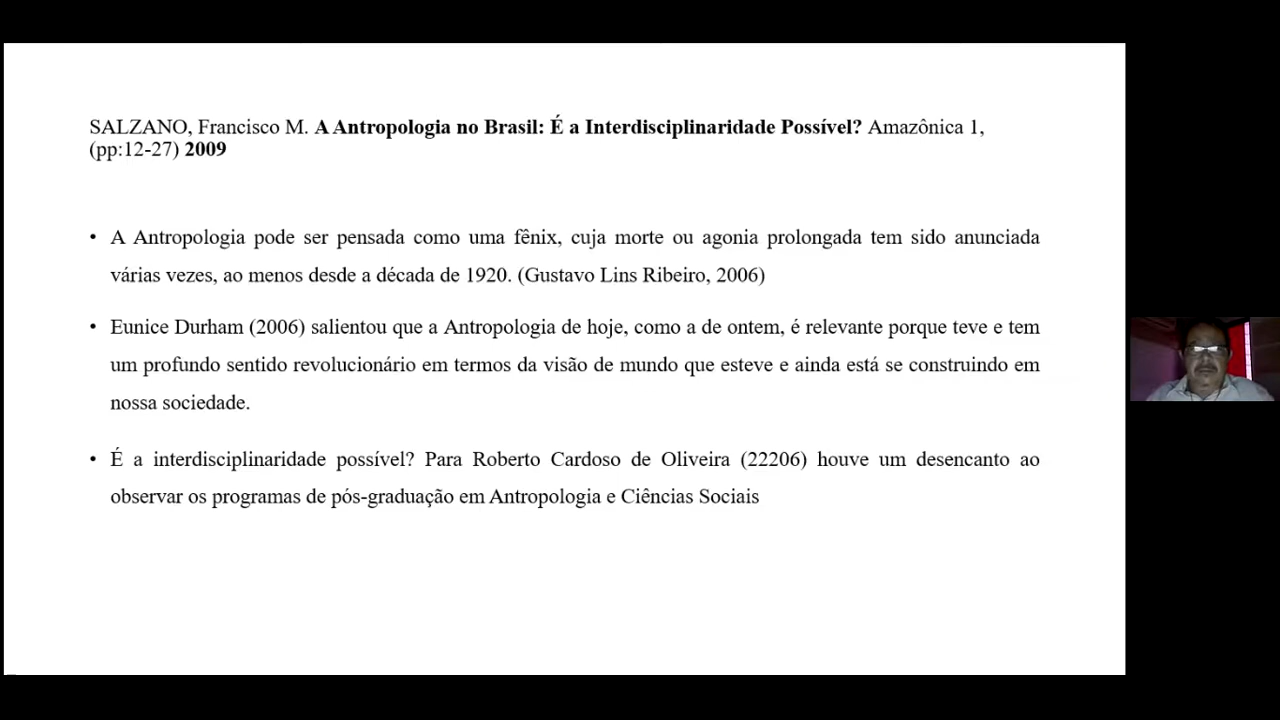 SALZANO, Francisco M. A Antropologia no Brasil: É a Interdisciplinaridade Possível? Amazônica 1,
(pp:12-27) 2009
• A Antropologia pode ser pensada como uma fênix, cuja morte ou agonia prolongada tem sido anunciada
várias vezes, ao menos desde a década de 1920. (Gustavo Lins Ribeiro, 2006)
• Eunice Durham (2006) salientou que a Antropologia de hoje, como a de ontem, é relevante porque teve e tem
um profundo sentido revolucionário em termos da visão de mundo que esteve e ainda está se construindo em
nossa sociedade.
• É a interdisciplinaridade possível? Para Roberto Cardoso de Oliveira (22206) houve um desencanto ao
observar os programas de pós-graduação em Antropologia e Ciências Sociais